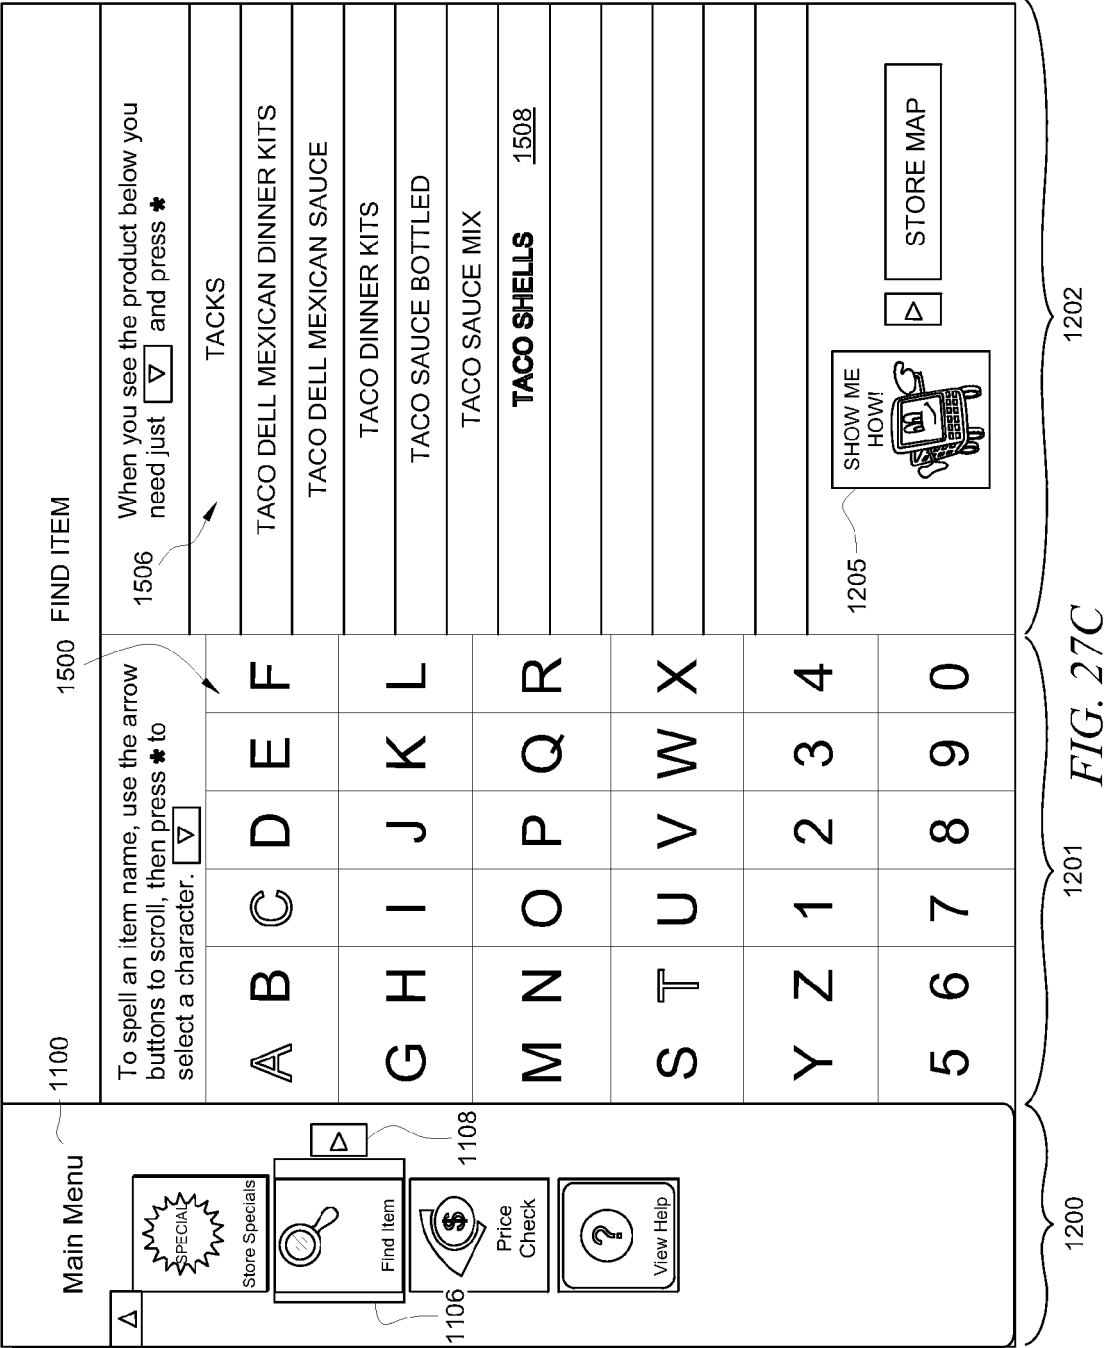 Main Menu
1100
1500 FIND ITEM
SPECIAL
Store Specials
Find Item
1106
1108
$
Price
Check
?
View Help
To spell an item name, use the arrow
buttons to scroll, then press ✱ to
select a character. ▽
A B C D E F
G H I J K L
M N O P Q R
S T U V W X
Y Z 1 2 3 4
5 6 7 8 9 0
When you see the product below you
need just ▽ and press ✱
1506
TACKS
TACO DELL MEXICAN DINNER KITS
TACO DELL MEXICAN SAUCE
TACO DINNER KITS
TACO SAUCE BOTTLED
TACO SAUCE MIX
TACO SHELLS 1508
1205
SHOW ME
HOW!
STORE MAP
1200
1201
1202
FIG. 27C